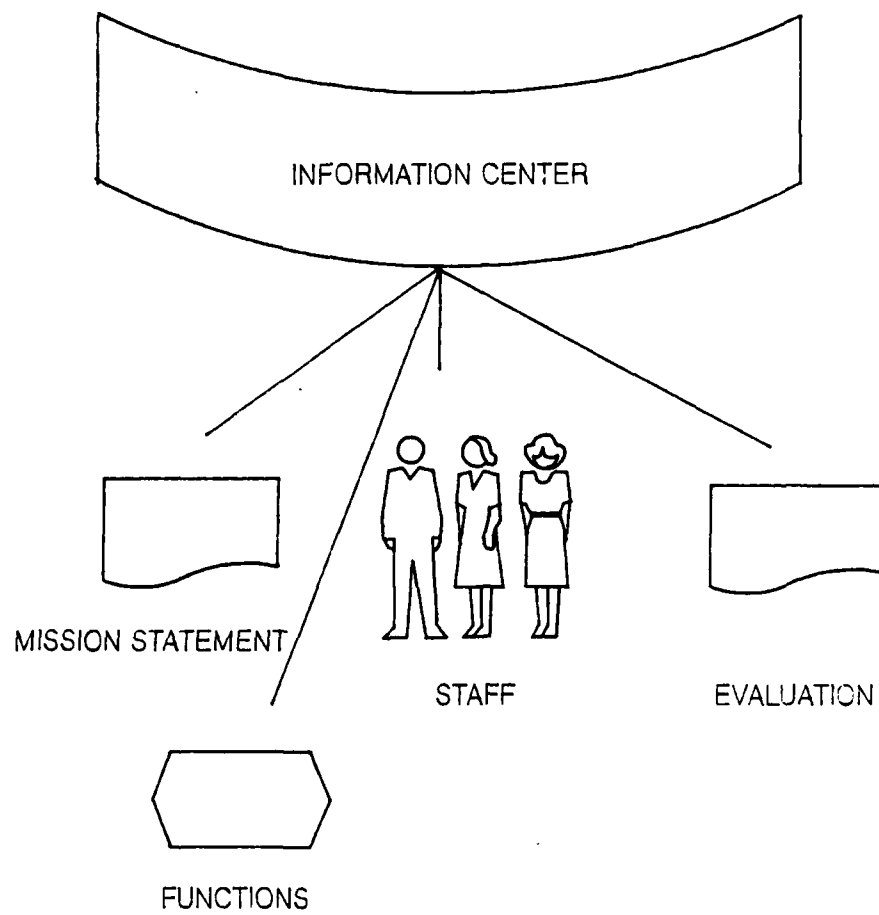 INFORMATION CENTER
MISSION STATEMENT
STAFF
EVALUATION
FUNCTIONS